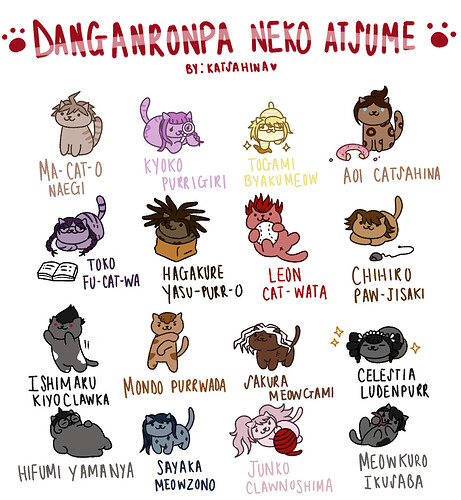 DANGANRONPA NEKO ATSUME
BY: KATSAHINA♥
MA-CAT-O
NAEGI
KYOKO
PURRIGIRI
TOGAMI
BYAKUMEOW
AOI CATSAHINA
TOKO
FU-CAT-WA
HAGAKURE
YASU-PURR-O
LEON
CAT-WATA
CHIHIRO
PAW-JISAKI
ISHIMARU
KIYOCLAWKA
MONDO PURRWADA
SAKURA
MEOWGAMI
CELESTIA
LUDENPURR
HIFUMI YAMANYA
SAYAKA
MEOWZONO
JUNKO
CLAWNOSHIMA
MEOWKURO
IKUSABA